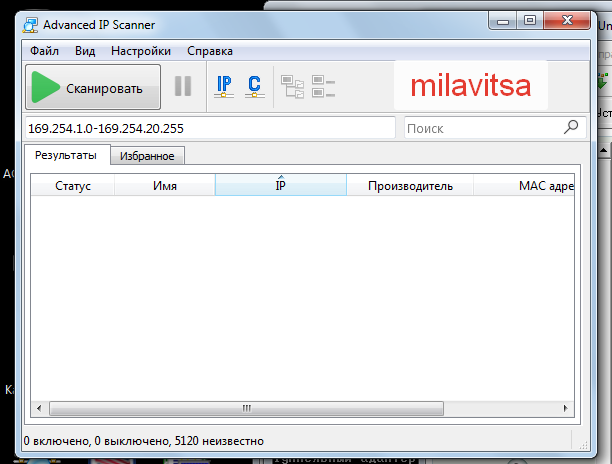 Advanced IP Scanner
Файл Вид Настройки Справка
Сканировать
IP C
milavitsa
169.254.1.0-169.254.20.255
Поиск
Результаты Избранное
Статус Имя IP Производитель MAC адре
0 включено, 0 выключено, 5120 неизвестно